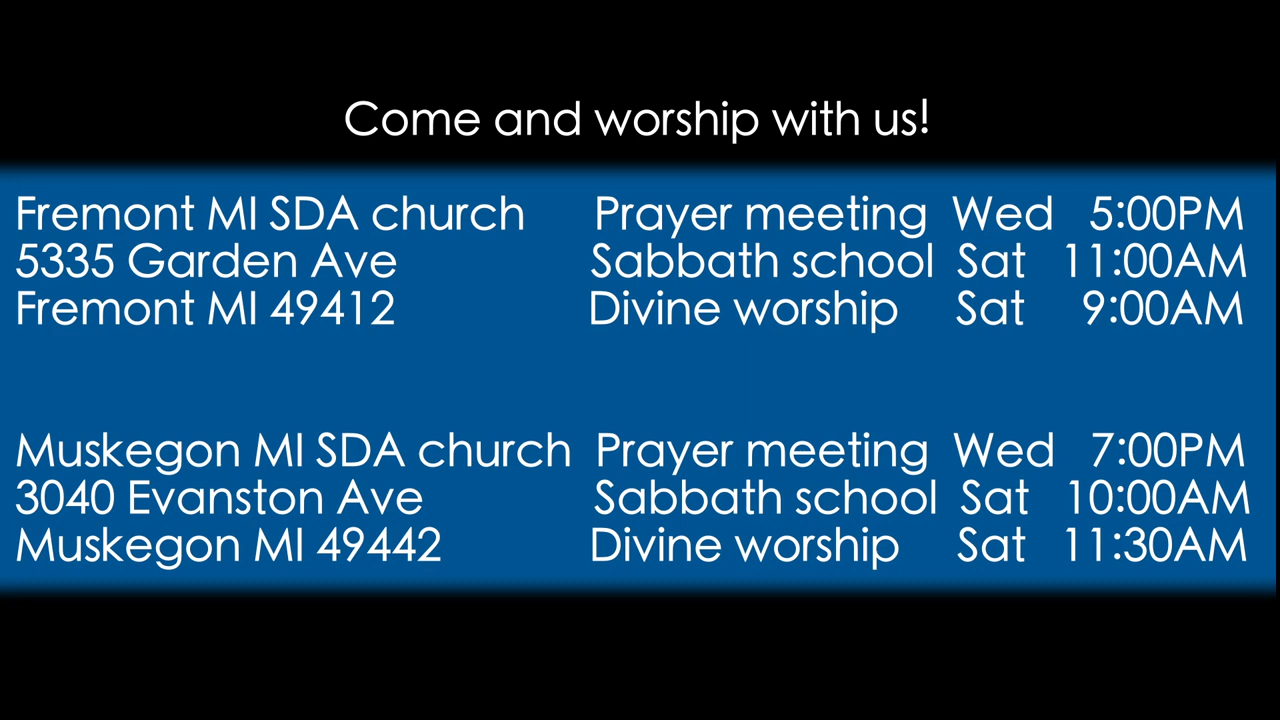 Come and worship with us!
Fremont MI SDA church Prayer meeting Wed 5:00PM
5335 Garden Ave Sabbath school Sat 11:00AM
Fremont MI 49412 Divine worship Sat 9:00AM
Muskegon MI SDA church Prayer meeting Wed 7:00PM
3040 Evanston Ave Sabbath school Sat 10:00AM
Muskegon MI 49442 Divine worship Sat 11:30AM